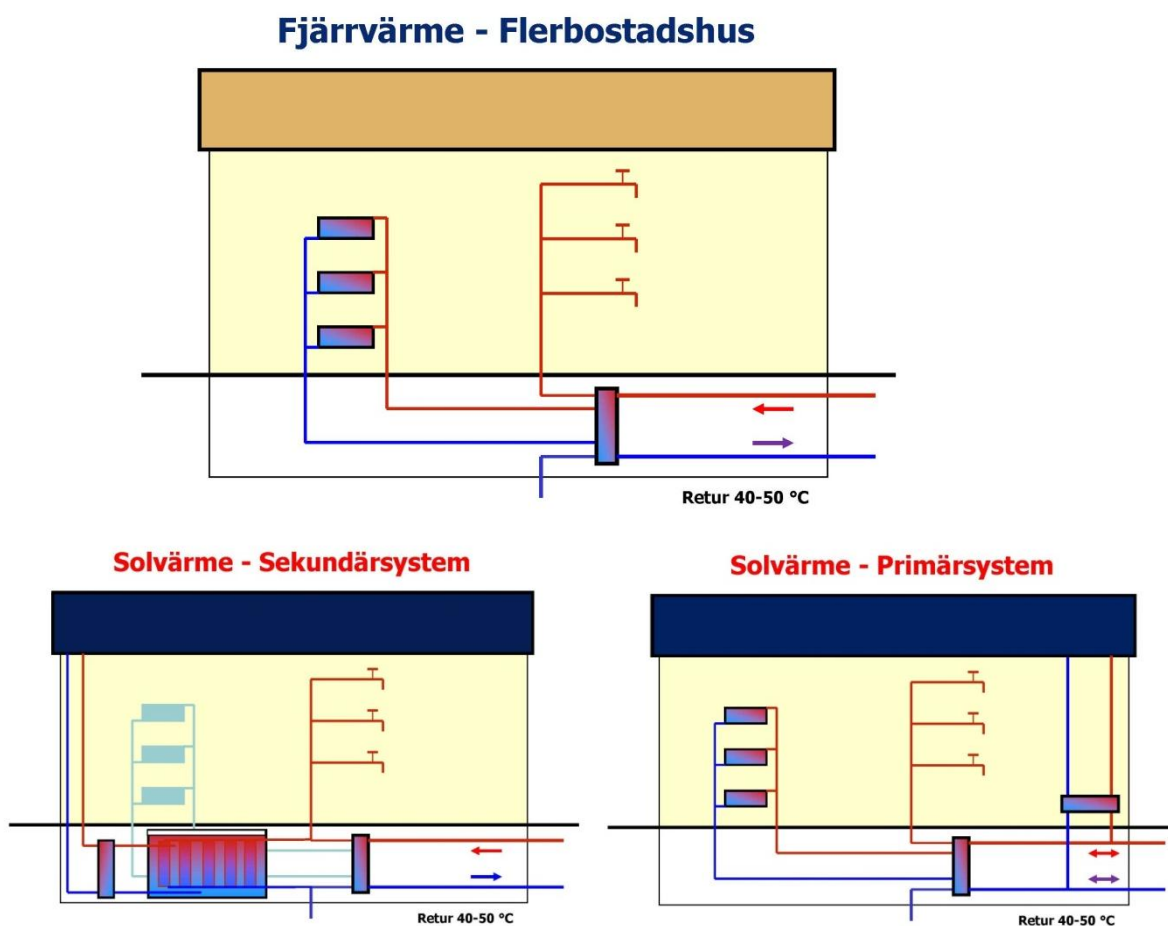 Fjärrvärme - Flerbostadshus
Retur 40-50 °C
Solvärme - Sekundärsystem
Retur 40-50 °C
Solvärme - Primärsystem
Retur 40-50 °C